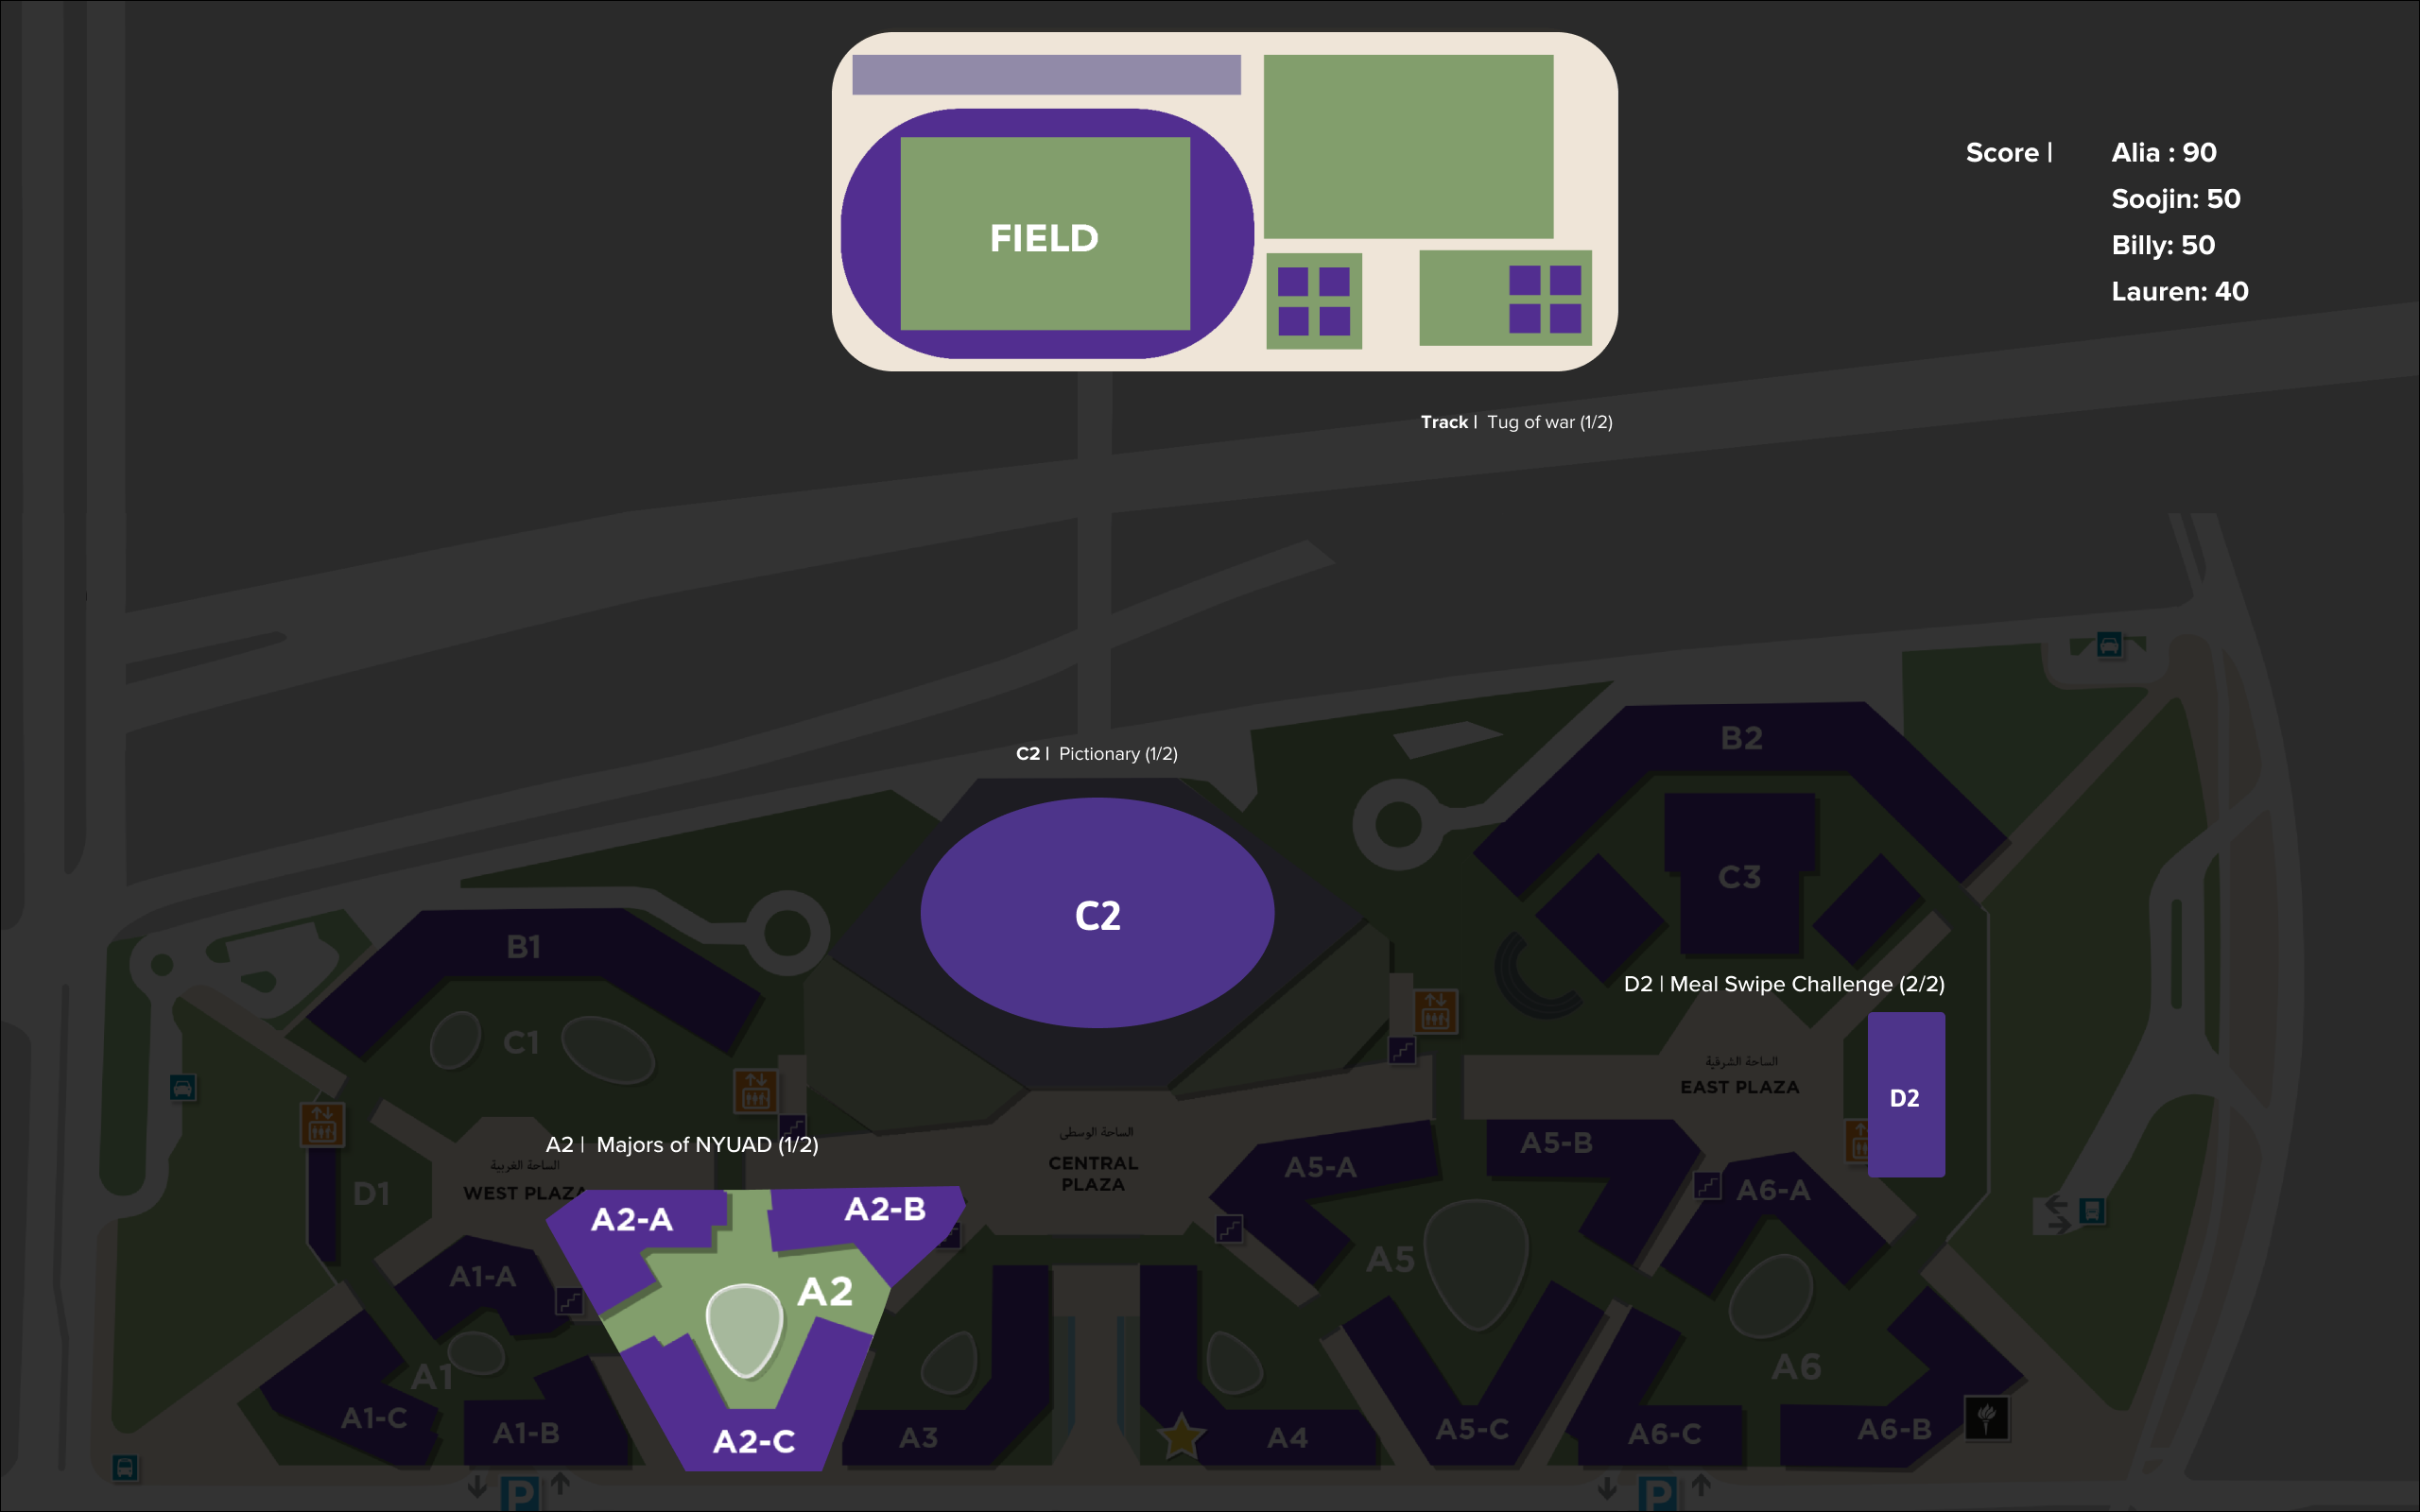 FIELD
Score |
Alia : 90
Soojin: 50
Billy: 50
Lauren: 40
Track | Tug of war (1/2)
B2
C2 | Pictionary (1/2)
C3
C2
B1
D2 | Meal Swipe Challenge (2/2)
C1
الساحة الشرقية
EAST PLAZA
D2
الساحة الوسطى
CENTRAL
PLAZA
A2 | Majors of NYUAD (1/2)
A5-A
A5-B
الساحة الغربية
WEST PLAZA
D1
A6-A
A2-A
A2-B
A5
A1-A
A2
A1
A6
A1-C
A1-B
A2-C
A3
A4
A5-C
A6-C
A6-B
P
P